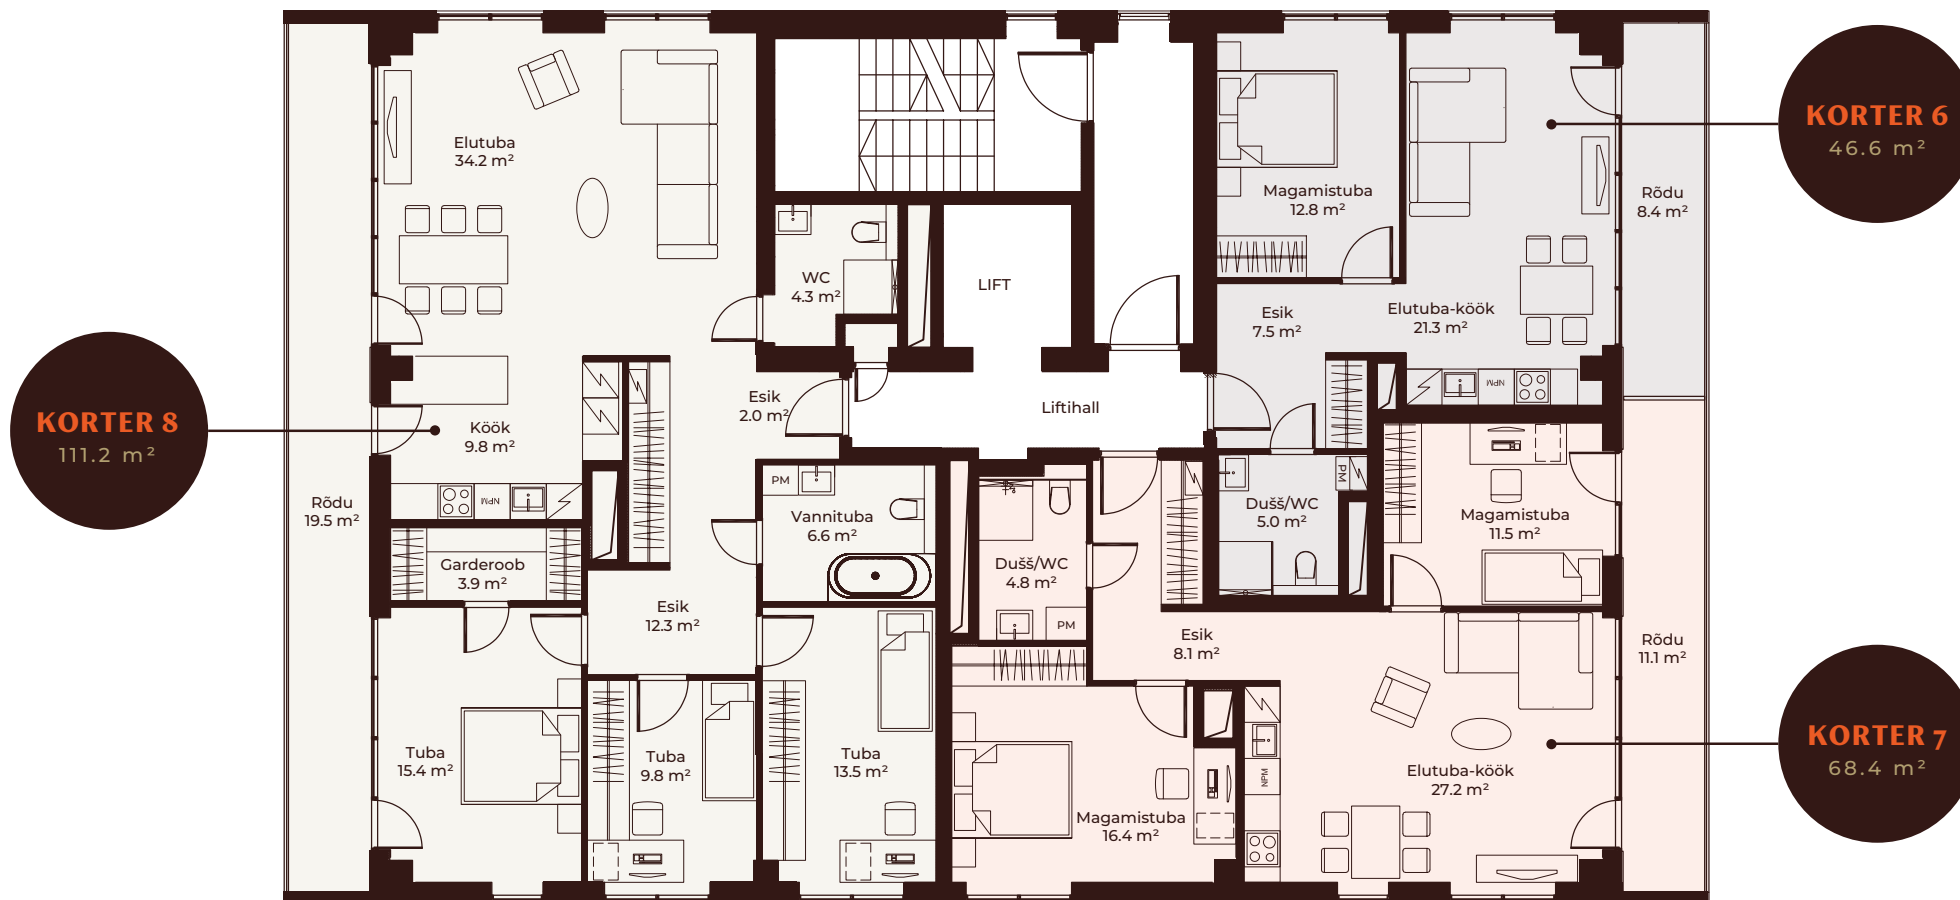 Elutuba
34.2 m²
WC
4.3 m²
LIFT
Magamistuba
12.8 m²
Rõdu
8.4 m²
KORTER 6
46.6 m²
Esik
7.5 m²
Elutuba-köök
21.3 m²
NPM
KORTER 8
111.2 m²
Köök
9.8 m²
Esik
2.0 m²
Liftihall
Rõdu
19.5 m²
NPM
PM
Vannituba
6.6 m²
Dušš/WC
5.0 m²
PM
Magamistuba
11.5 m²
Garderoob
3.9 m²
Dušš/WC
4.8 m²
PM
Esik
12.3 m²
Esik
8.1 m²
Rõdu
11.1 m²
Tuba
15.4 m²
Tuba
9.8 m²
Tuba
13.5 m²
Magamistuba
16.4 m²
NPM
Elutuba-köök
27.2 m²
KORTER 7
68.4 m²